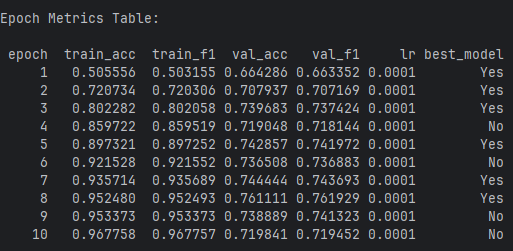 Epoch Metrics Table:
epoch train_acc train_f1 val_acc val_f1 lr best_model
1 0.505556 0.503155 0.664286 0.663352 0.0001 Yes
2 0.720734 0.720306 0.707937 0.707169 0.0001 Yes
3 0.802282 0.802058 0.739683 0.737424 0.0001 Yes
4 0.859722 0.859519 0.719048 0.718144 0.0001 No
5 0.897321 0.897252 0.742857 0.741972 0.0001 Yes
6 0.921528 0.921552 0.736508 0.736883 0.0001 No
7 0.935714 0.935689 0.744444 0.743693 0.0001 Yes
8 0.952480 0.952493 0.761111 0.761929 0.0001 Yes
9 0.953373 0.953373 0.738889 0.741323 0.0001 No
10 0.967758 0.967757 0.719841 0.719452 0.0001 No